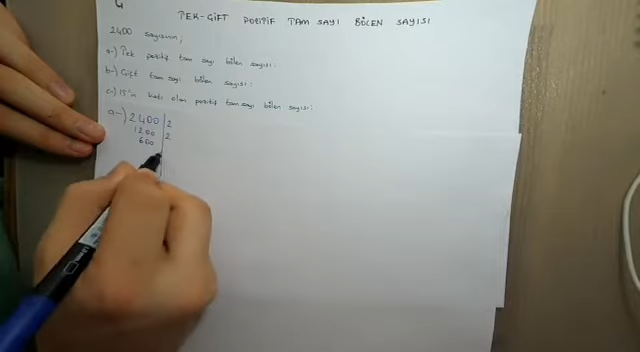 TEK-ÇİFT POZİTİF TAM SAYI BÖLEN SAYISI
2400 sayısının;
a-) Tek pozitif tam sayı bölen sayısı:
b-) Çift tam sayı bölen sayısı:
c-) 15'in katı olan pozitif tam sayı bölen sayısı:
a-) 2400 | 2
1200 | 2
600